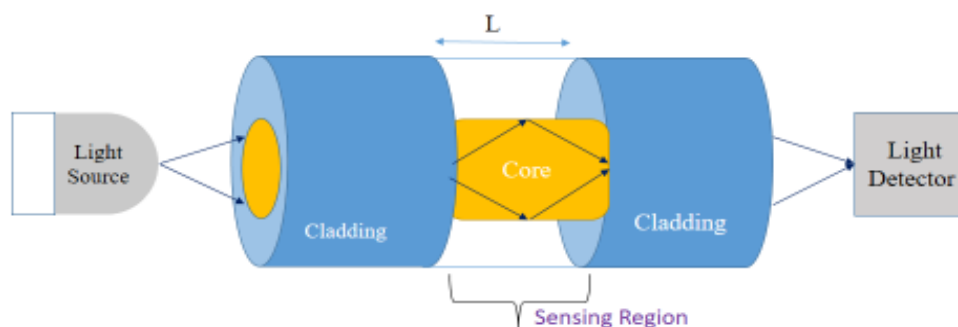 L
Light
Source
Core
Light
Detector
Cladding
Cladding
Sensing Region